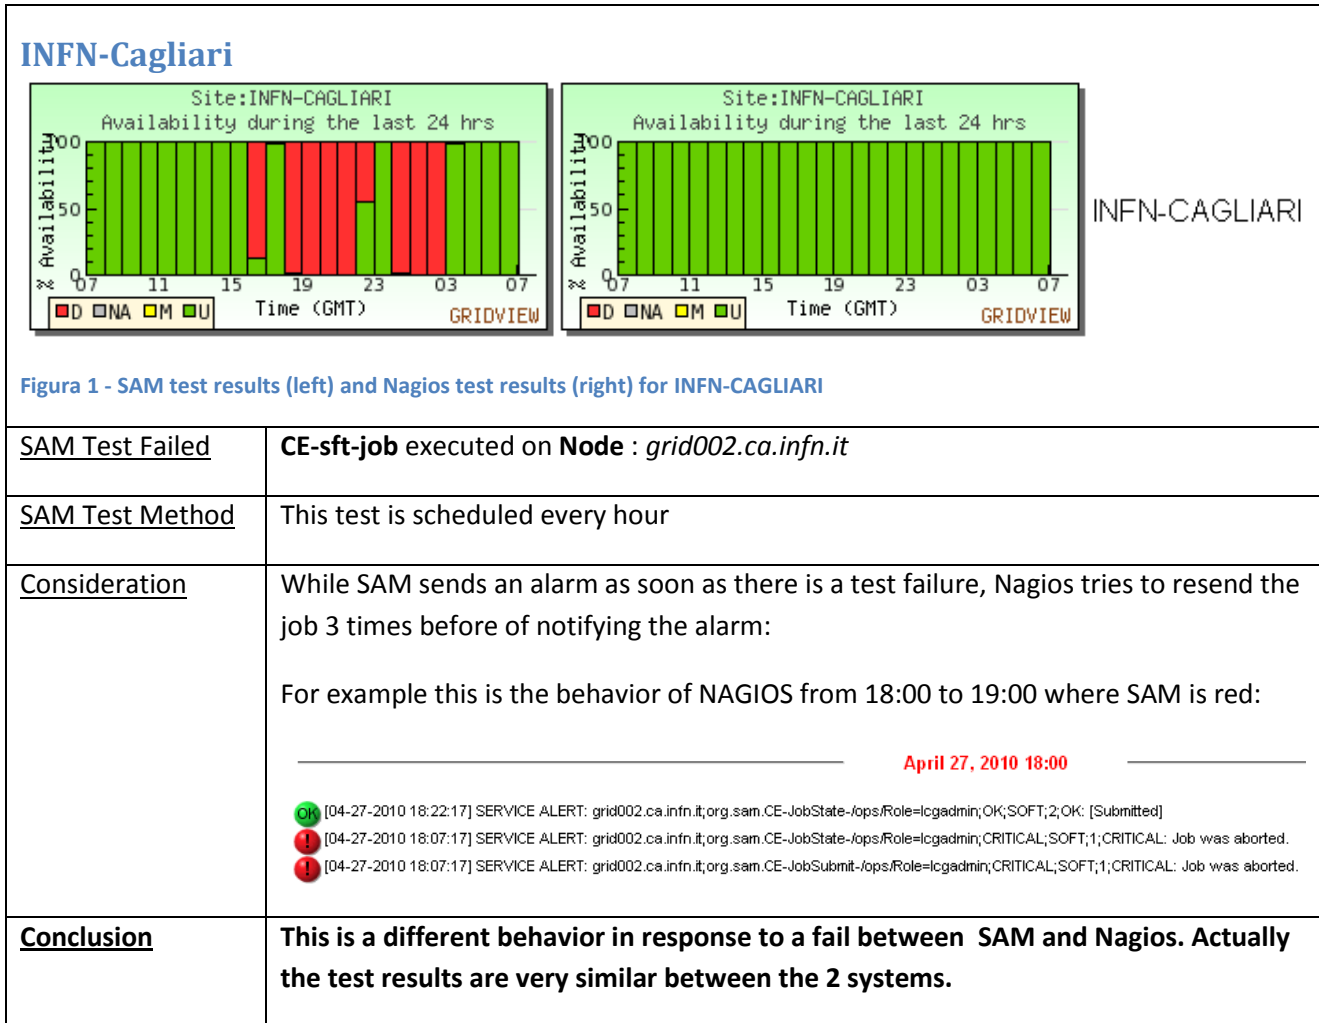 INFN-Cagliari
Site:INFN-CAGLIARI
Availability during the last 24 hrs
% Availability
100
50
0
07 11 15 19 23 03 07
Time (GMT)
D NA M U
GRIDVIEW
Site:INFN-CAGLIARI
Availability during the last 24 hrs
% Availability
100
50
0
07 11 15 19 23 03 07
Time (GMT)
D NA M U
GRIDVIEW
INFN-CAGLIARI
Figura 1 - SAM test results (left) and Nagios test results (right) for INFN-CAGLIARI
SAM Test Failed
CE-sft-job executed on Node : grid002.ca.infn.it
SAM Test Method
This test is scheduled every hour
Consideration
While SAM sends an alarm as soon as there is a test failure, Nagios tries to resend the
job 3 times before of notifying the alarm:
For example this is the behavior of NAGIOS from 18:00 to 19:00 where SAM is red:
April 27, 2010 18:00
OK [04-27-2010 18:22:17] SERVICE ALERT: grid002.ca.infn.it;org.sam.CE-JobState-/ops/Role=lcgadmin;OK;SOFT;2;OK: [Submitted]
! [04-27-2010 18:07:17] SERVICE ALERT: grid002.ca.infn.it;org.sam.CE-JobState-/ops/Role=lcgadmin;CRITICAL;SOFT;1;CRITICAL: Job was aborted.
! [04-27-2010 18:07:17] SERVICE ALERT: grid002.ca.infn.it;org.sam.CE-JobSubmit-/ops/Role=lcgadmin;CRITICAL;SOFT;1;CRITICAL: Job was aborted.
Conclusion
This is a different behavior in response to a fail between  SAM and Nagios. Actually
the test results are very similar between the 2 systems.